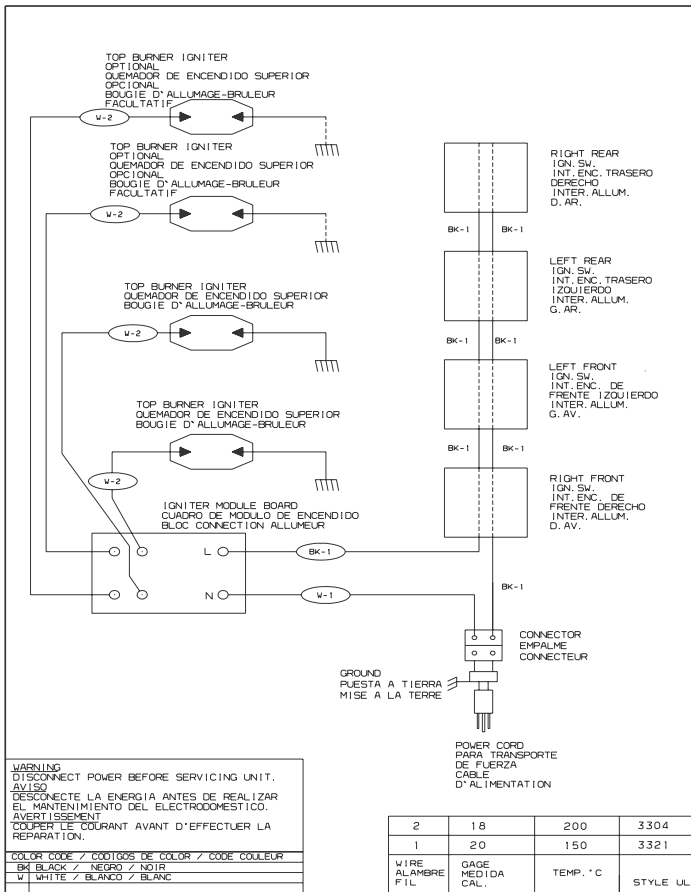 TOP BURNER IGNITER
OPTIONAL
QUEMADOR DE ENCENDIDO SUPERIOR
OPCIONAL
BOUGIE D'ALLUMAGE-BRULEUR
FACULTATIF
W-2
TOP BURNER IGNITER
OPTIONAL
QUEMADOR DE ENCENDIDO SUPERIOR
OPCIONAL
BOUGIE D'ALLUMAGE-BRULEUR
FACULTATIF
W-2
TOP BURNER IGNITER
QUEMADOR DE ENCENDIDO SUPERIOR
BOUGIE D'ALLUMAGE-BRULEUR
W-2
TOP BURNER IGNITER
QUEMADOR DE ENCENDIDO SUPERIOR
BOUGIE D'ALLUMAGE-BRULEUR
W-2
IGNITER MODULE BOARD
CUADRO DE MODULO DE ENCENDIDO
BLOC CONNECTION ALLUMEUR
L
BK-1
N
W-1
RIGHT REAR
IGN. SW.
INT. ENC. TRASERO
DERECHO
INTER. ALLUM.
D. AR.
BK-1 BK-1
LEFT REAR
IGN. SW.
INT. ENC. TRASERO
IZQUIERDO
INTER. ALLUM.
G. AR.
BK-1 BK-1
LEFT FRONT
IGN. SW.
INT. ENC. DE
FRENTE IZQUIERDO
INTER. ALLUM.
G. AV.
BK-1 BK-1
RIGHT FRONT
IGN. SW.
INT. ENC. DE
FRENTE DERECHO
INTER. ALLUM.
D. AV.
BK-1
CONNECTOR
EMPALME
CONNECTEUR
GROUND
PUESTA A TIERRA
MISE A LA TERRE
POWER CORD
PARA TRANSPORTE
DE FUERZA
CABLE
D'ALIMENTATION
WARNING
DISCONNECT POWER BEFORE SERVICING UNIT.
AVISO
DESCONECTE LA ENERGIA ANTES DE REALIZAR
EL MANTENIMIENTO DEL ELECTRODOMESTICO.
AVERTISSEMENT
COUPER LE COURANT AVANT D'EFFECTUER LA
REPARATION.
COLOR CODE / CODIGOS DE COLOR / CODE COULEUR
BK BLACK / NEGRO / NOIR
W WHITE / BLANCO / BLANC
2 18 200 3304
1 20 150 3321
WIRE
ALAMBRE
FIL
GAGE
MEDIDA
CAL.
TEMP. °C
STYLE UL